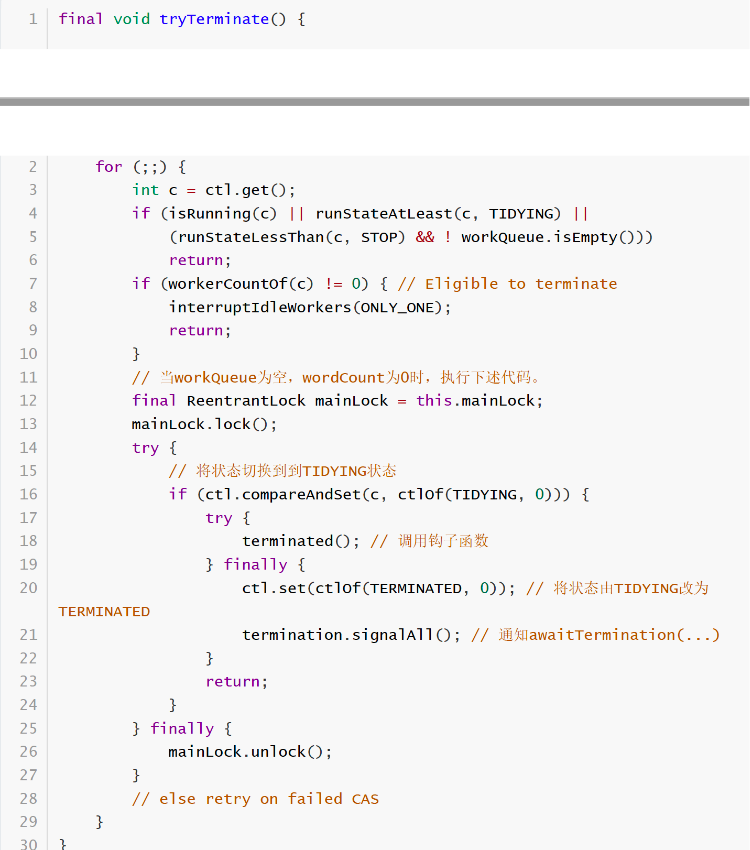 1 final void tryTerminate() {
2     for (;;) {
3         int c = ctl.get();
4         if (isRunning(c) || runStateAtLeast(c, TIDYING) ||
5             (runStateLessThan(c, STOP) && ! workQueue.isEmpty()))
6             return;
7         if (workerCountOf(c) != 0) { // Eligible to terminate
8             interruptIdleWorkers(ONLY_ONE);
9             return;
10         }
11         // 当workQueue为空，wordCount为0时，执行下述代码。
12         final ReentrantLock mainLock = this.mainLock;
13         mainLock.lock();
14         try {
15             // 将状态切换到到TIDYING状态
16             if (ctl.compareAndSet(c, ctlOf(TIDYING, 0))) {
17                 try {
18                     terminated(); // 调用钩子函数
19                 } finally {
20                     ctl.set(ctlOf(TERMINATED, 0)); // 将状态由TIDYING改为
TERMINATED
21                     termination.signalAll(); // 通知awaitTermination(...)
22                 }
23                 return;
24             }
25         } finally {
26             mainLock.unlock();
27         }
28         // else retry on failed CAS
29     }
30 }